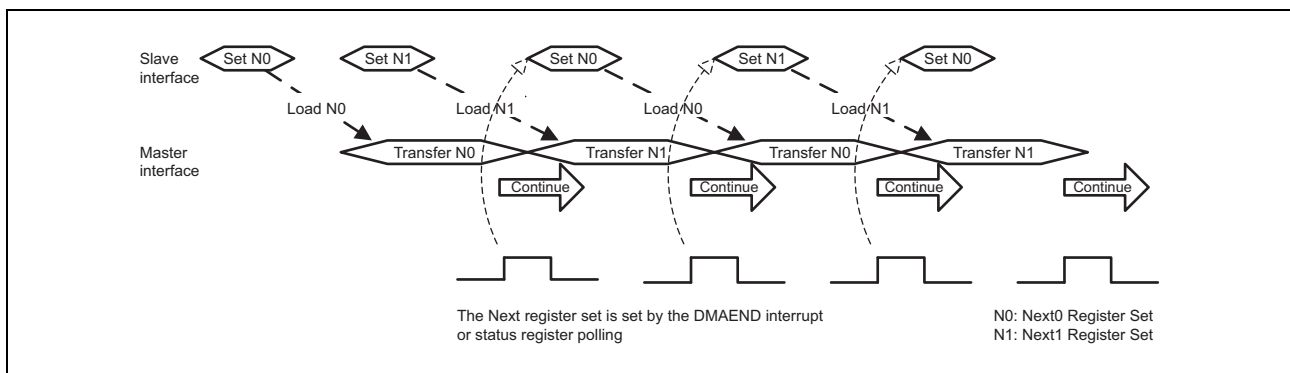 Slave
interface
Set N0
Set N1
Set N0
Set N1
Set N0
Load N0
Load N1
Load N0
Load N1
Master
interface
Transfer N0
Transfer N1
Transfer N0
Transfer N1
Continue
Continue
Continue
Continue
The Next register set is set by the DMAEND interrupt
or status register polling
N0: Next0 Register Set
N1: Next1 Register Set